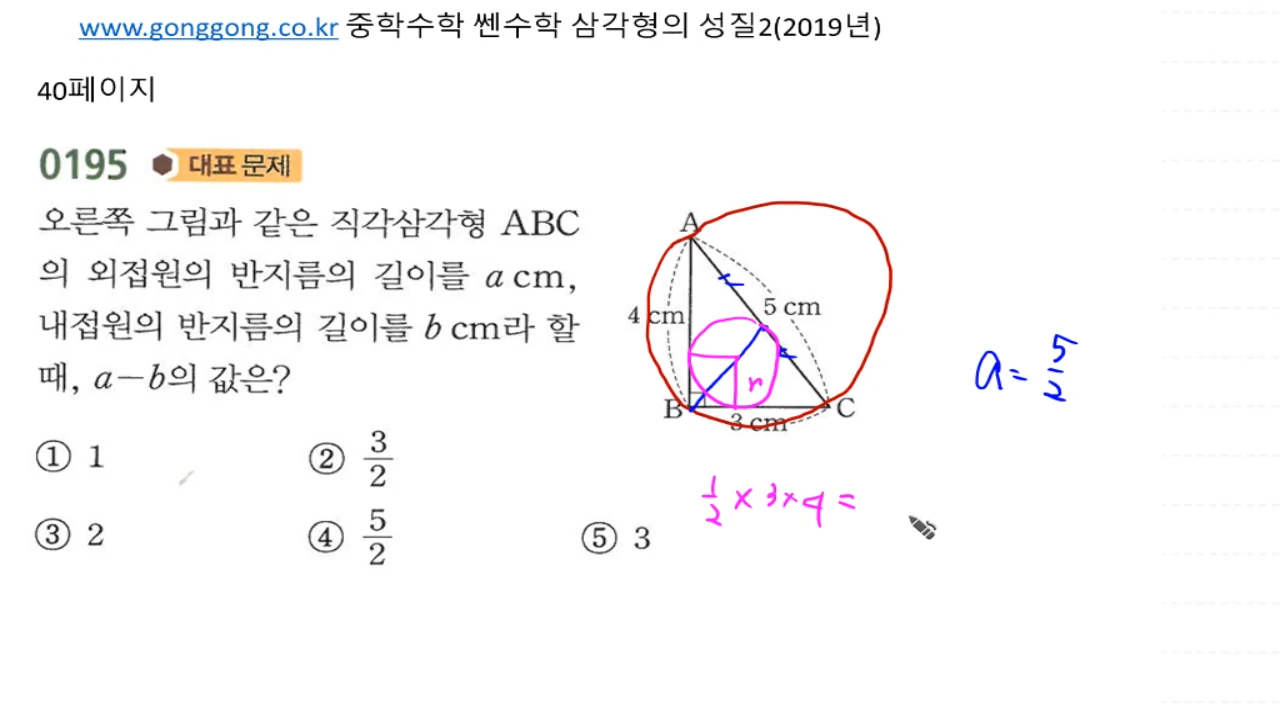 www.gonggong.co.kr 중학수학 쎈수학 삼각형의 성질2(2019년)
40페이지
0195 대표 문제
오른쪽 그림과 같은 직각삼각형 ABC
의 외접원의 반지름의 길이를 a cm,
내접원의 반지름의 길이를 b cm라 할
때, a-b의 값은?
① 1
② 3/2
③ 2
④ 5/2
⑤ 3
A
4 cm
5 cm
r
B
C
3 cm
a = 5/2
1/2 × 3 × 4 =